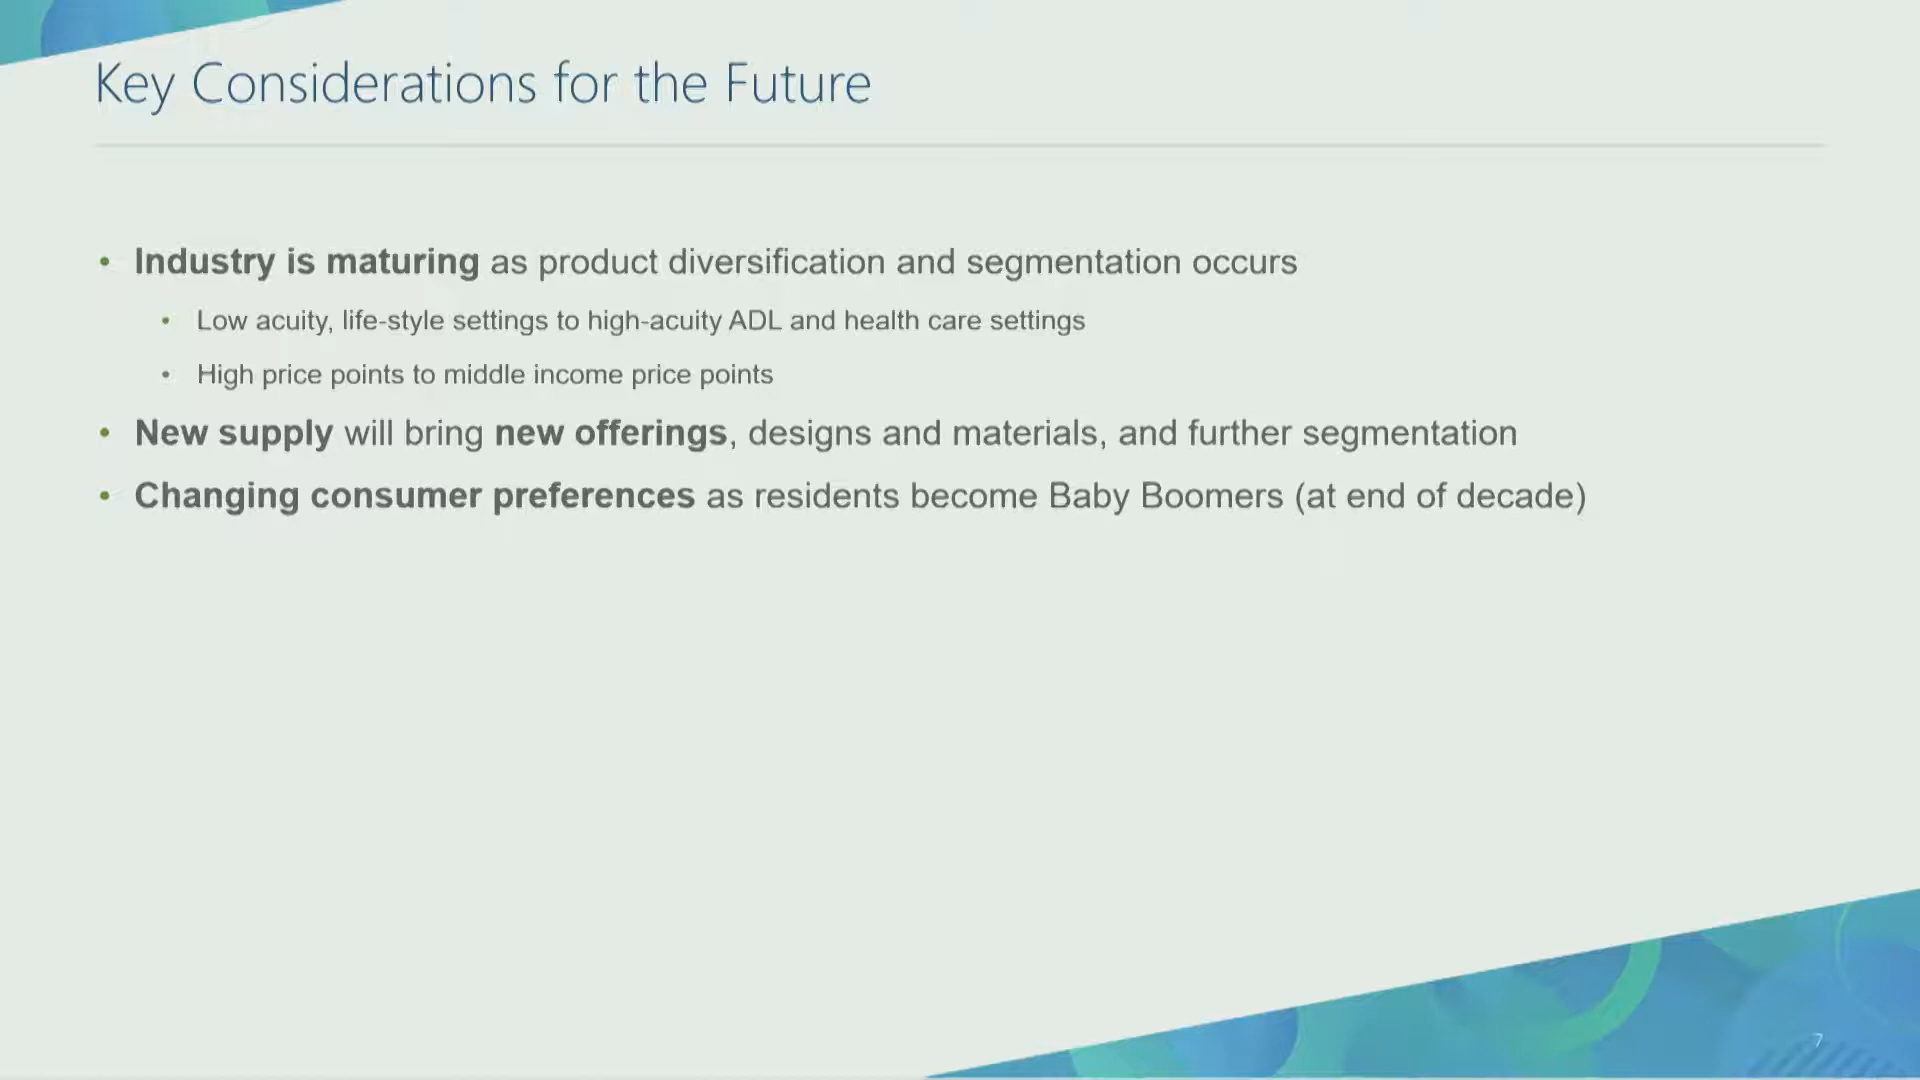 Key Considerations for the Future
• Industry is maturing as product diversification and segmentation occurs
• Low acuity, life-style settings to high-acuity ADL and health care settings
• High price points to middle income price points
• New supply will bring new offerings, designs and materials, and further segmentation
• Changing consumer preferences as residents become Baby Boomers (at end of decade)
7